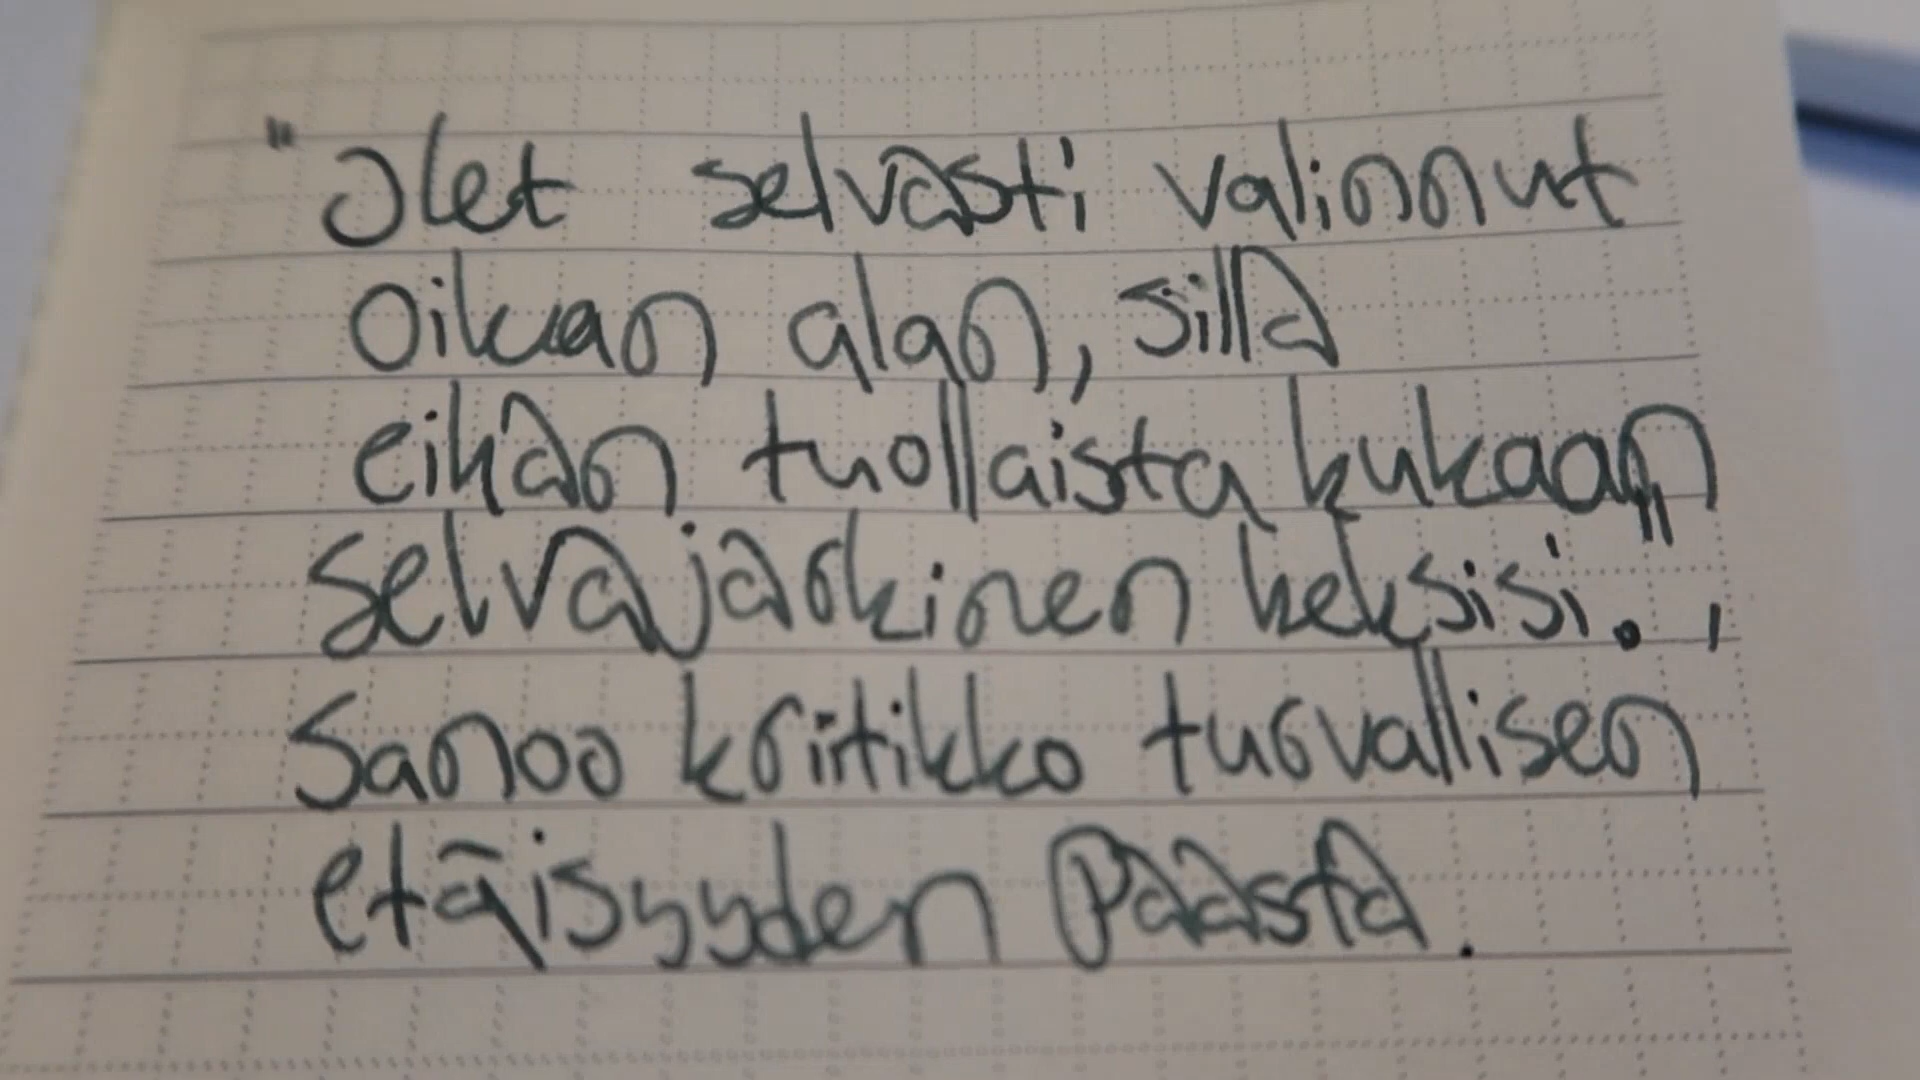 "Olet selvästi valinnut
oikean alan, sillä
eihän tuollaista kukaan
selväjärkinen keksisi.",
sanoo kriitikko turvallisen
etäisyyden päästä.